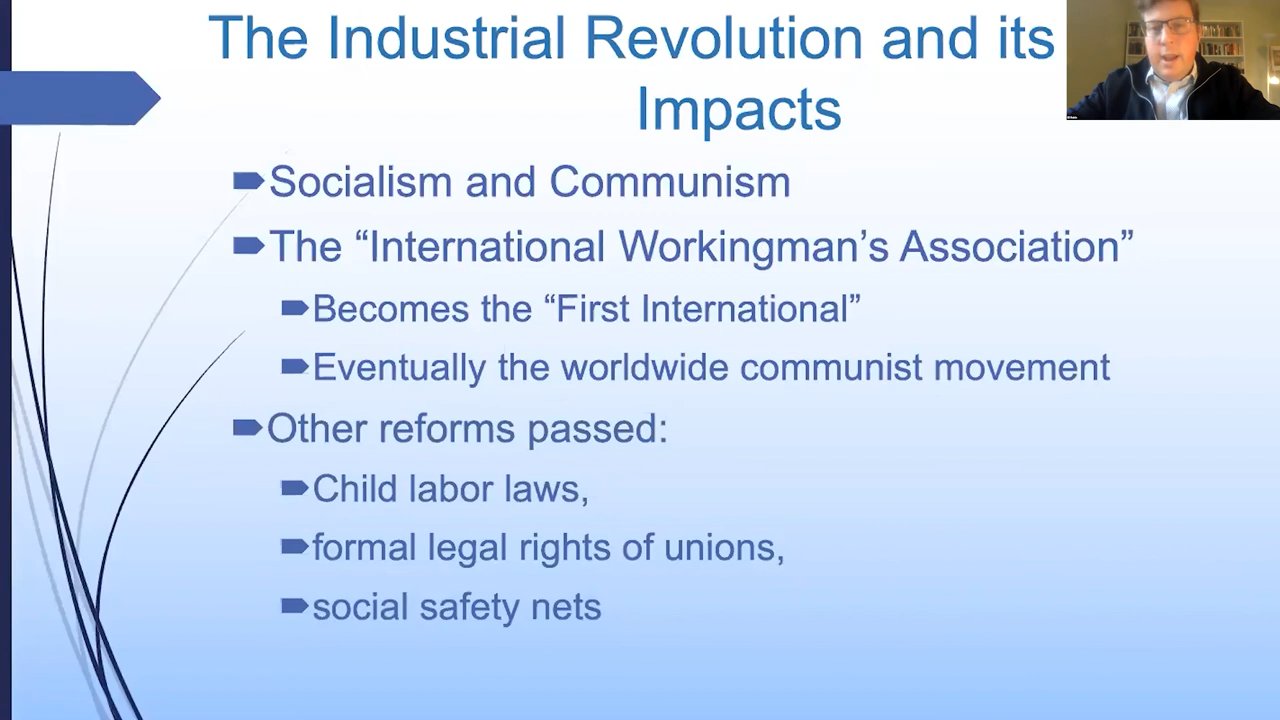 The Industrial Revolution and its
Impacts
Socialism and Communism
The “International Workingman’s Association”
Becomes the “First International”
Eventually the worldwide communist movement
Other reforms passed:
Child labor laws,
formal legal rights of unions,
social safety nets